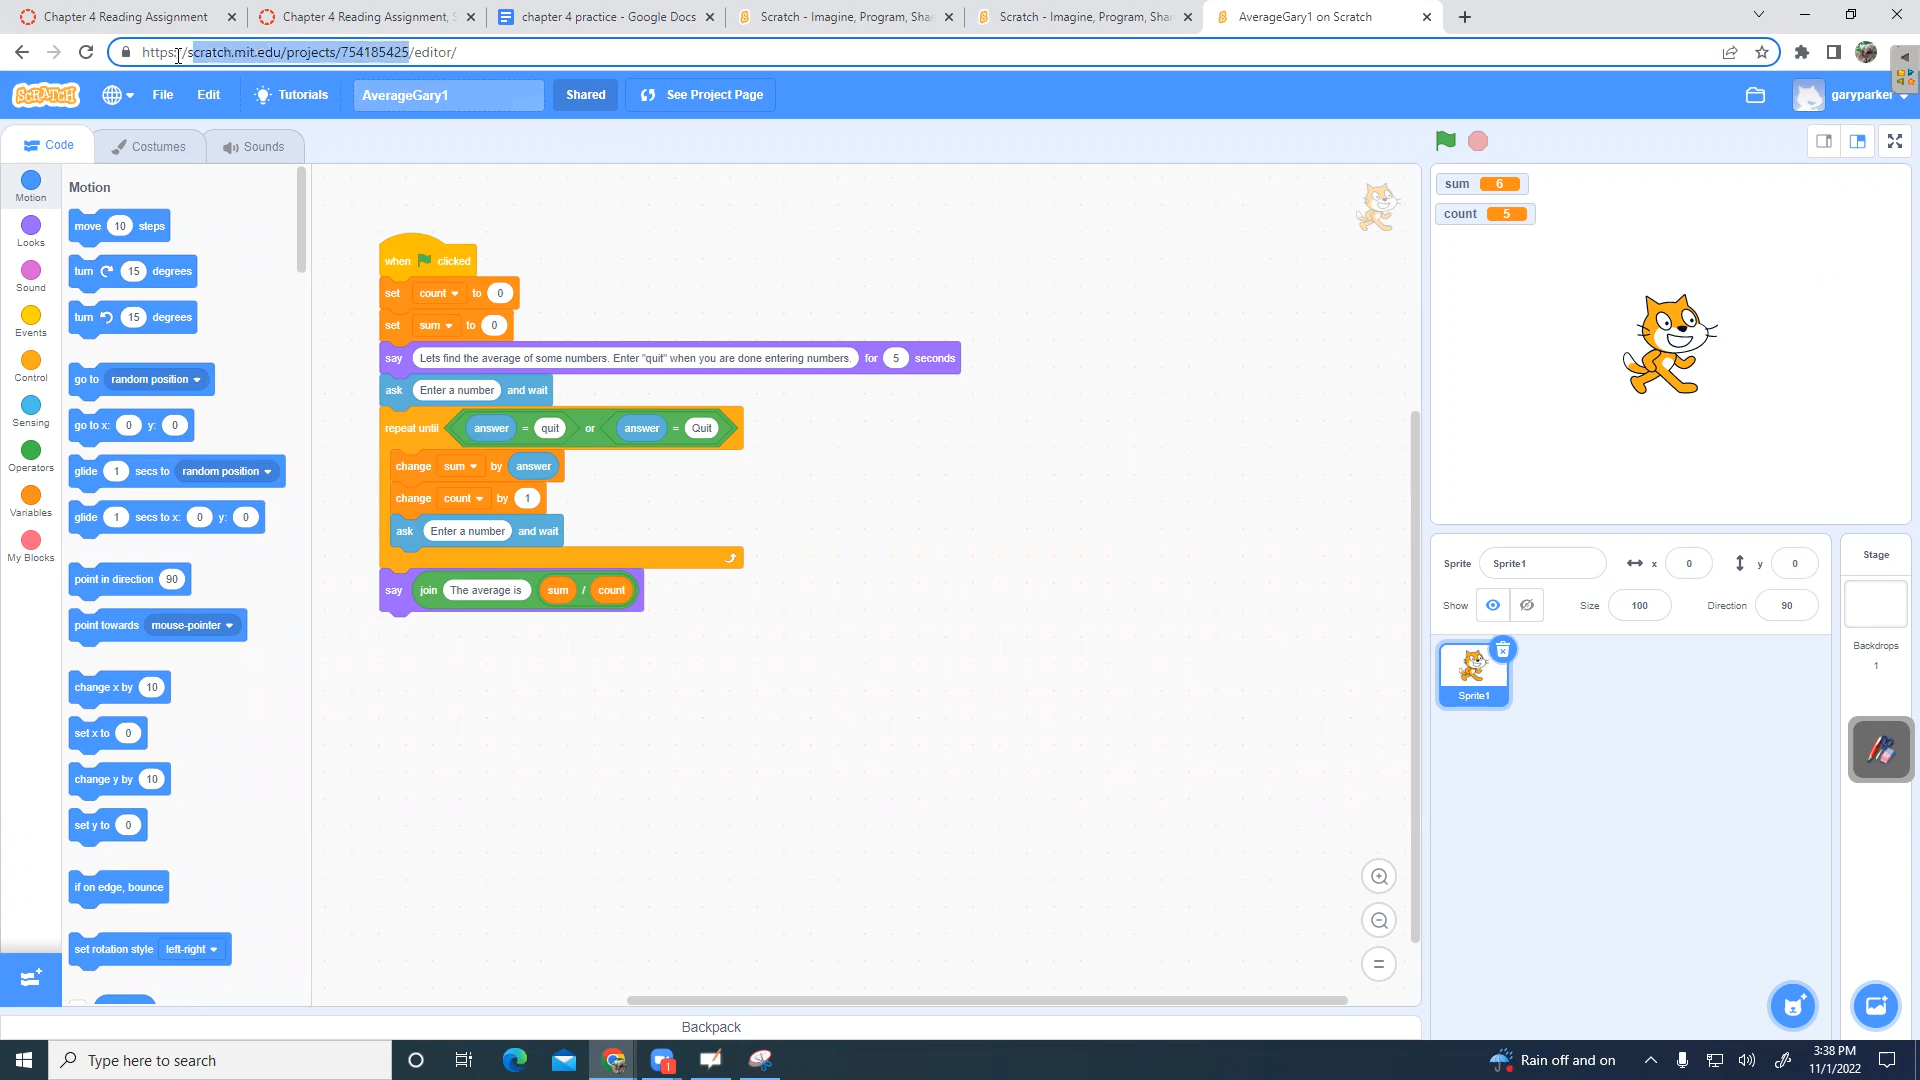 Chapter 4 Reading Assignment
Chapter 4 Reading Assignment, S
chapter 4 practice - Google Docs
Scratch - Imagine, Program, Shar
Scratch - Imagine, Program, Shar
AverageGary1 on Scratch
https://scratch.mit.edu/projects/754185425/editor/
SCRATCH
File
Edit
Tutorials
AverageGary1
Shared
See Project Page
garyparker
Code
Costumes
Sounds
Motion
Looks
Sound
Events
Control
Sensing
Operators
Variables
My Blocks
Motion
move 10 steps
turn 15 degrees
turn 15 degrees
go to random position
go to x: 0 y: 0
glide 1 secs to random position
glide 1 secs to x: 0 y: 0
point in direction 90
point towards mouse-pointer
change x by 10
set x to 0
change y by 10
set y to 0
if on edge, bounce
set rotation style left-right
when clicked
set count to 0
set sum to 0
say Lets find the average of some numbers. Enter "quit" when you are done entering numbers. for 5 seconds
ask Enter a number and wait
repeat until answer = quit or answer = Quit
change sum by answer
change count by 1
ask Enter a number and wait
say join The average is sum / count
sum 6
count 5
Sprite Sprite1 x 0 y 0
Show Size 100 Direction 90
Sprite1
Stage
Backdrops
1
Backpack
Type here to search
1
Rain off and on
3:38 PM
11/1/2022